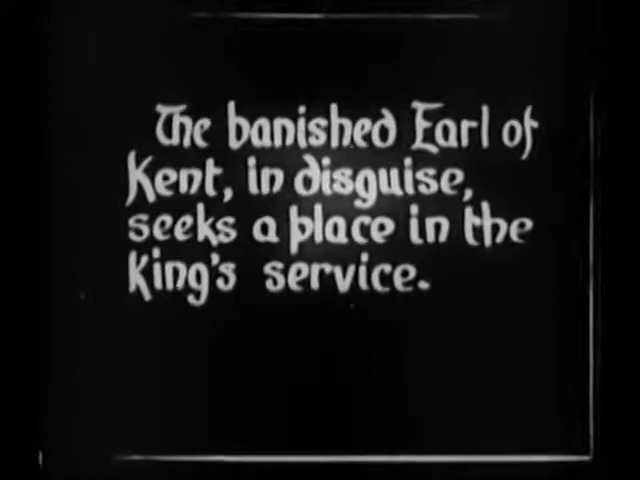 The banished Earl of
Kent, in disguise,
seeks a place in the
King's service.